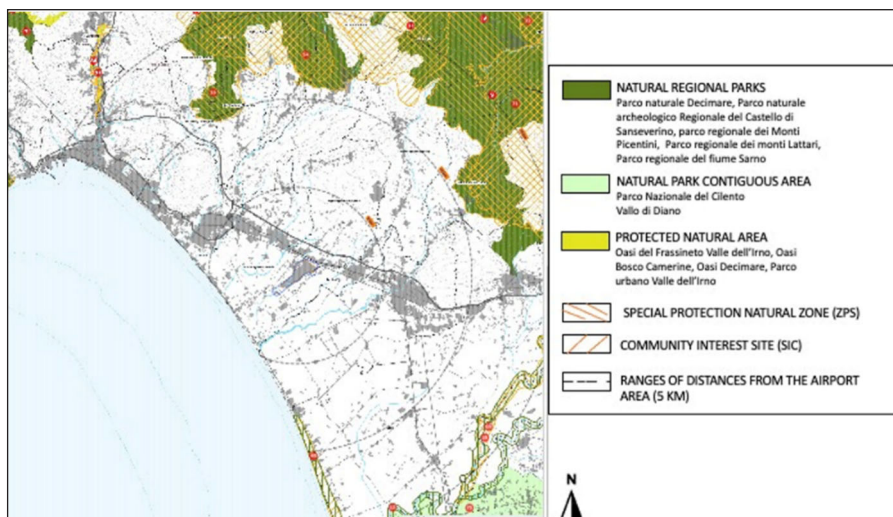 NATURAL REGIONAL PARKS
Parco naturale Decimare, Parco naturale
archeologico Regionale del Castello di
Sanseverino, parco regionale dei Monti
Picentini, Parco regionale dei monti Lattari,
Parco regionale del fiume Sarno
NATURAL PARK CONTIGUOUS AREA
Parco Nazionale del Cilento
Vallo di Diano
PROTECTED NATURAL AREA
Oasi del Frassineto Valle dell'Irno, Oasi
Bosco Camerine, Oasi Decimare, Parco
urbano Valle dell'Irno
SPECIAL PROTECTION NATURAL ZONE (ZPS)
COMMUNITY INTEREST SITE (SIC)
RANGES OF DISTANCES FROM THE AIRPORT
AREA (5 KM)
N